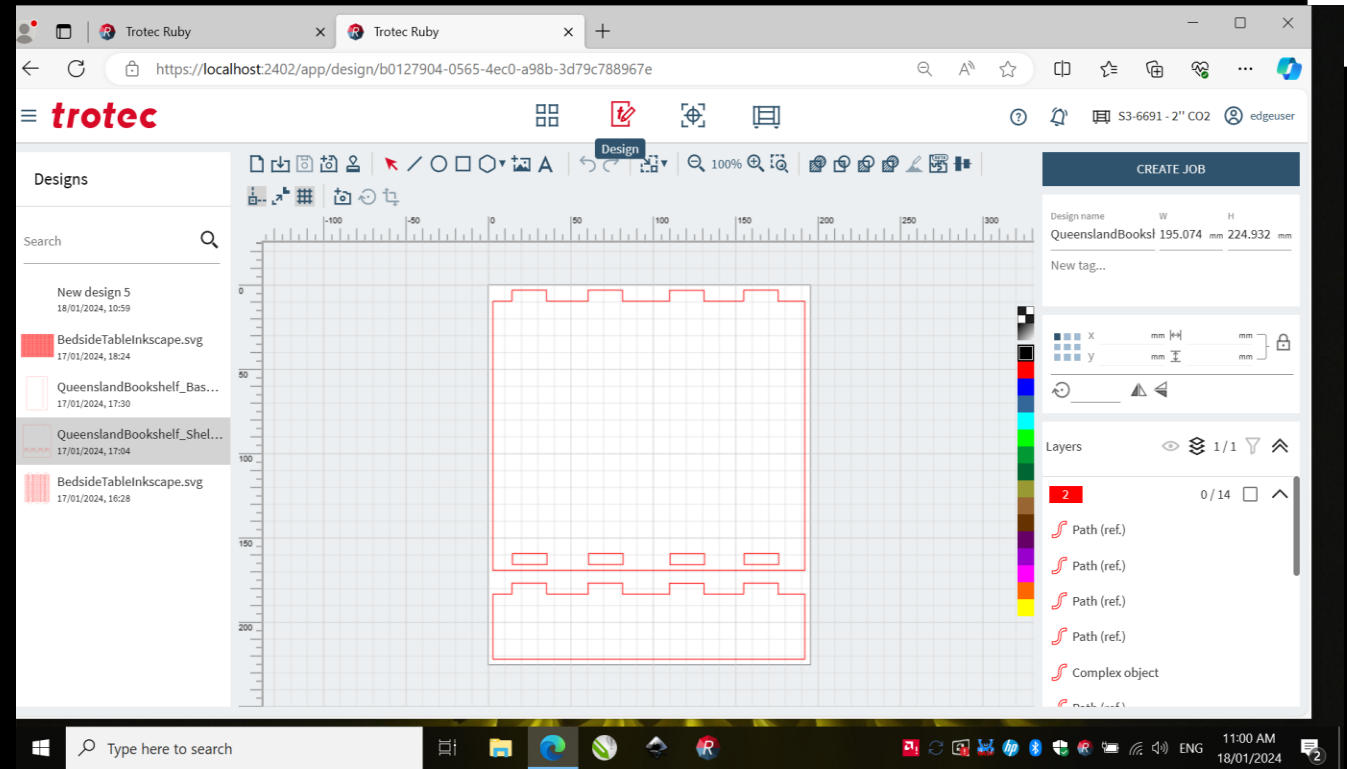 Trotec Ruby
Trotec Ruby
https://localhost:2402/app/design/b0127904-0565-4ec0-a98b-3d79c788967e
trotec
S3-6691 - 2'' CO2
edgeuser
Design
Designs
100%
CREATE JOB
Search
Design name W H
QueenslandBooksl 195.074 mm 224.932 mm
New tag...
-100 -50 0 50 100 150 200 250 300
New design 5
18/01/2024, 10:59
BedsideTableInkscape.svg
17/01/2024, 18:24
QueenslandBookshelf_Bas...
17/01/2024, 17:30
QueenslandBookshelf_Shel...
17/01/2024, 17:04
BedsideTableInkscape.svg
17/01/2024, 16:28
0
50
100
150
200
x mm mm
y mm mm
Layers 1/1
2 0/14
Path (ref.)
Path (ref.)
Path (ref.)
Path (ref.)
Complex object
Path (ref.)
Type here to search
ENG
11:00 AM
18/01/2024
2